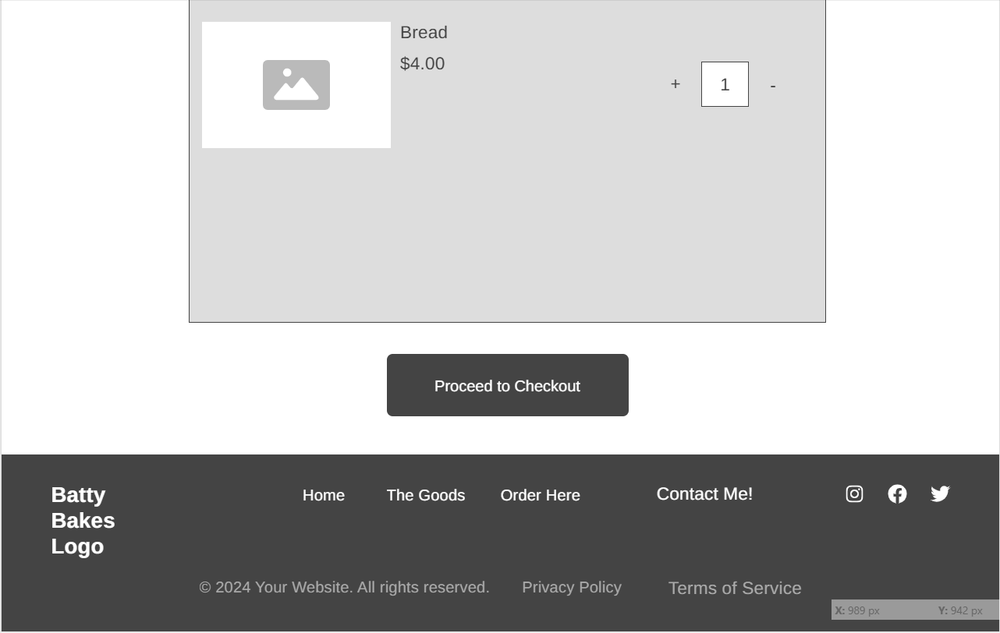 Bread
$4.00
+ 1 -
Proceed to Checkout
Batty
Bakes
Logo
Home The Goods Order Here Contact Me!
© 2024 Your Website. All rights reserved. Privacy Policy Terms of Service
X: 989 px Y: 942 px